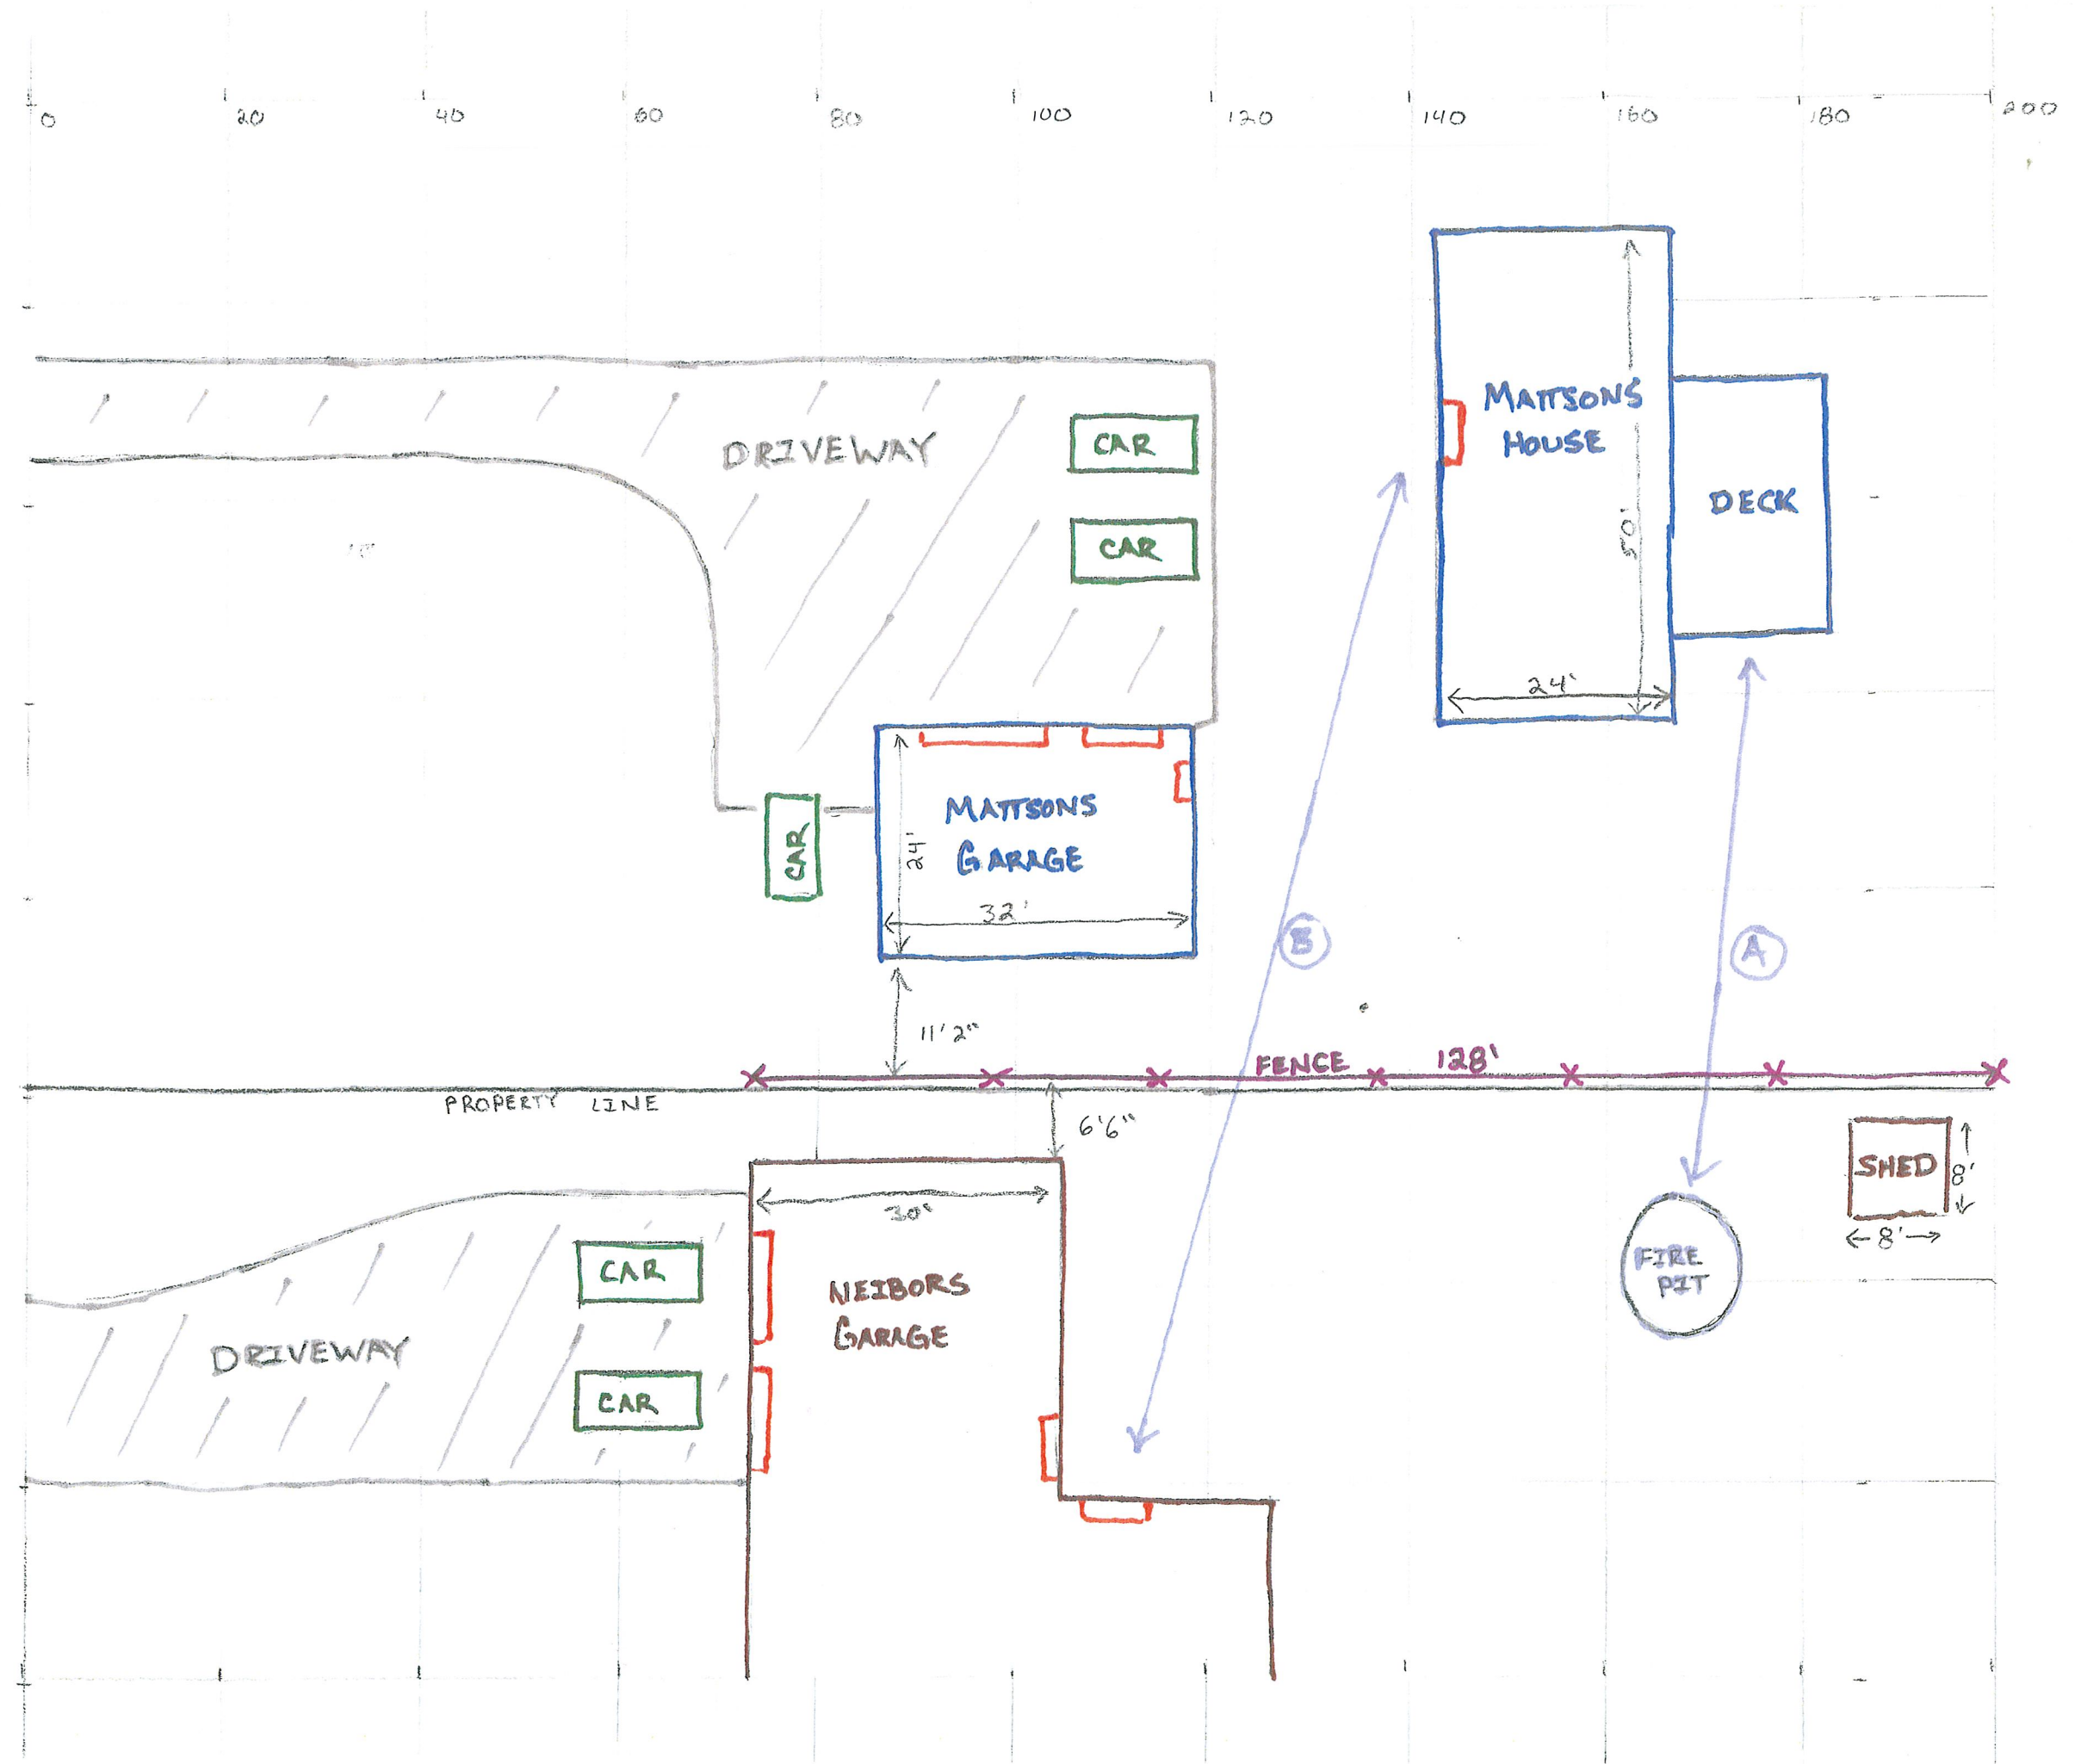 0 20 40 60 80 100 120 140 160 180 200
MATTSONS
HOUSE
DRIVEWAY
CAR
DECK
50'
CAR
24'
MATTSONS
GARAGE
24'
CAR
32'
B
A
11'2"
FENCE 128'
PROPERTY LINE
6'6"
SHED
8'
8'
30'
FIRE
PIT
CAR
NEIBORS
GARAGE
DRIVEWAY
CAR